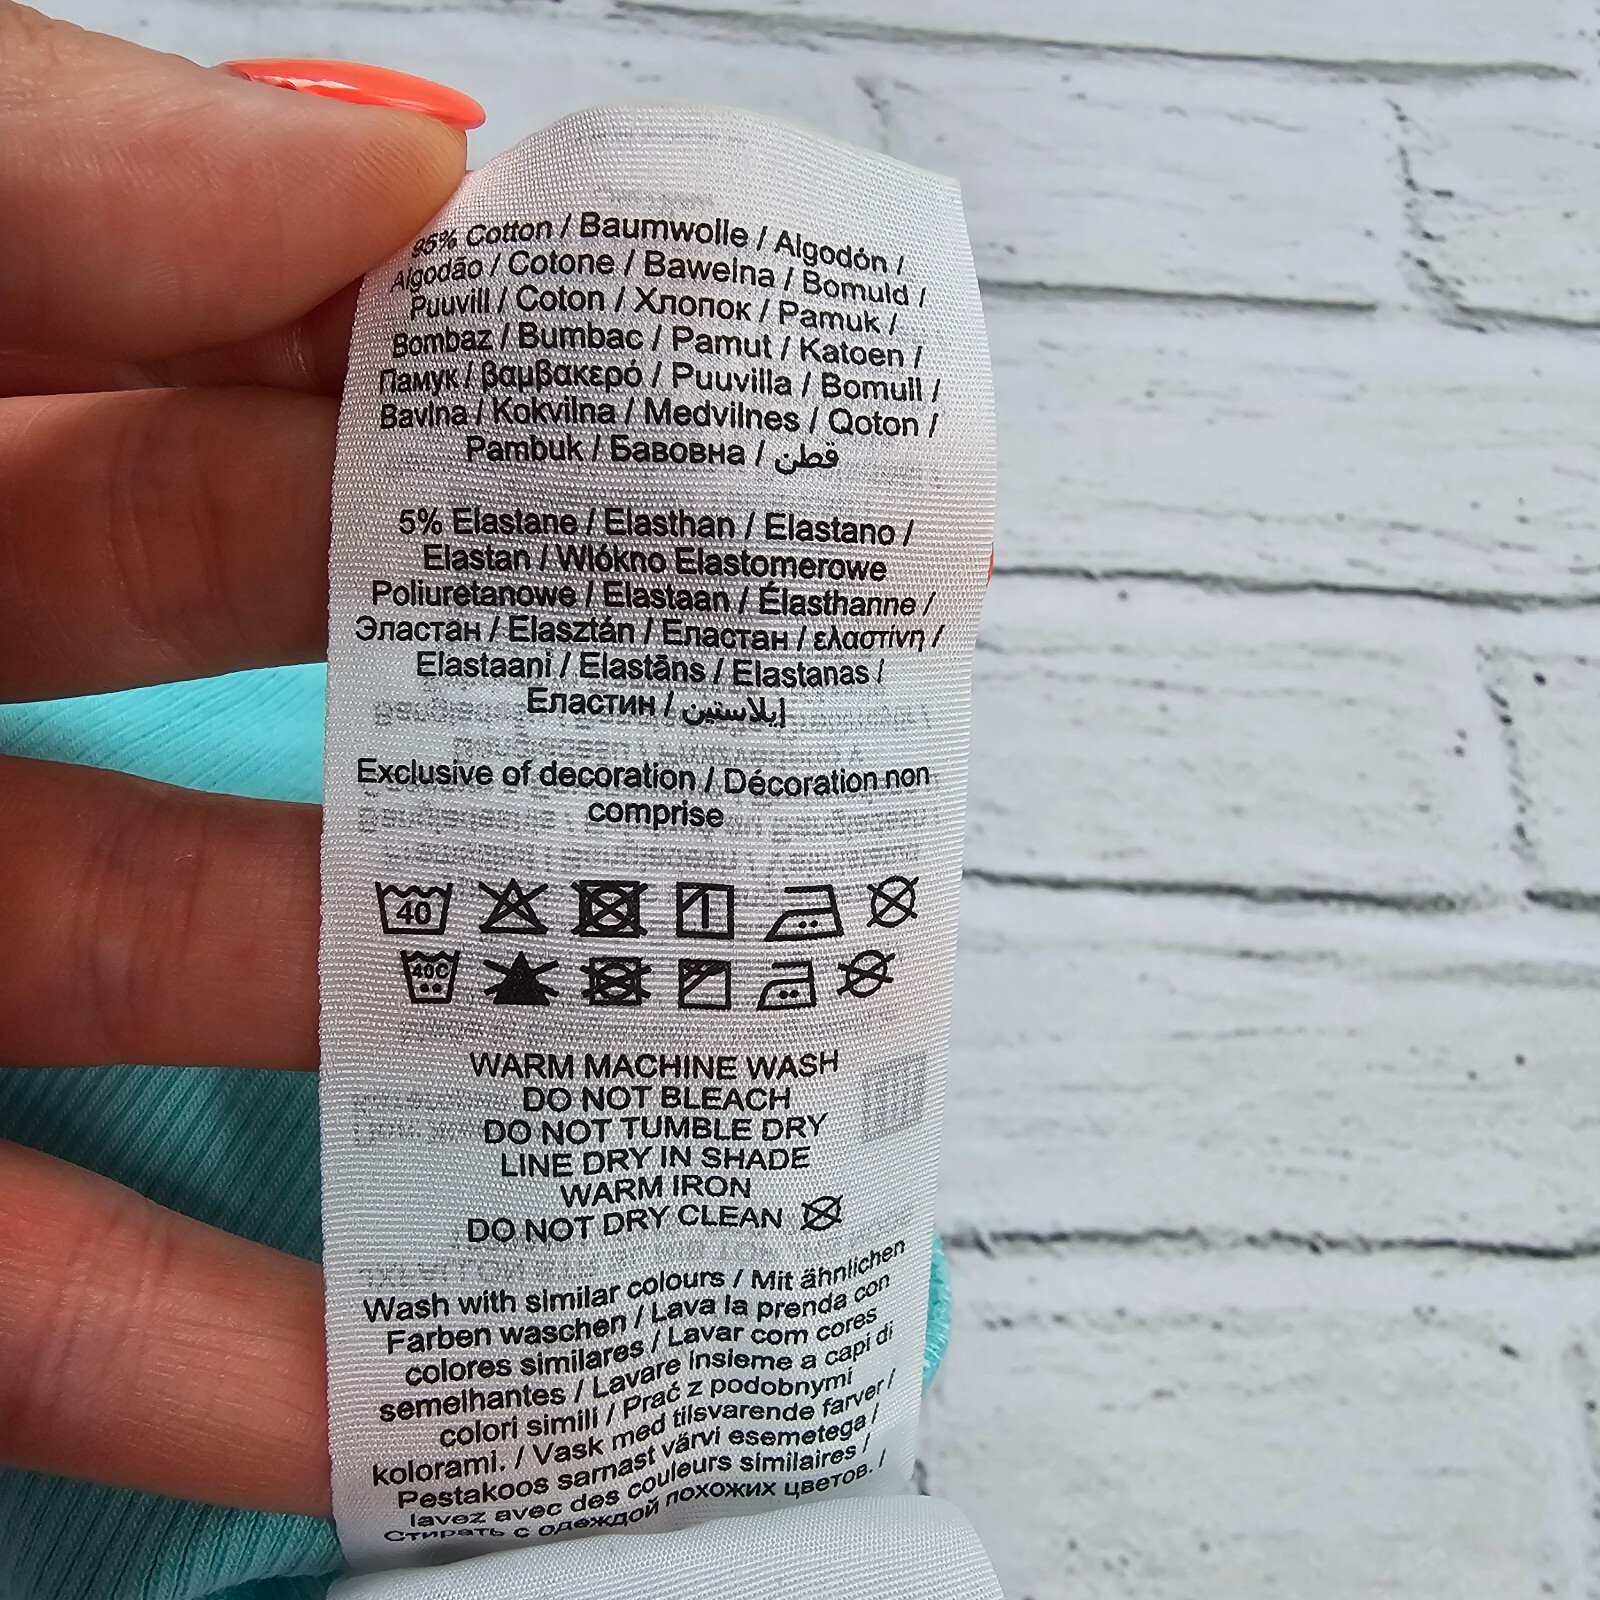 95% Cotton / Baumwolle / Algodón /
Algodão / Cotone / Bawelna / Bomuld /
Puuvill / Coton / Хлопок / Pamuk /
Bombaz / Bumbac / Pamut / Katoen /
Памук / βαμβακερό / Puuvilla / Bomull /
Bavlna / Kokvilna / Medvilnes / Qoton /
Pambuk / Бавовна / قطن
5% Elastane / Elasthan / Elastano /
Elastan / Wlókno Elastomerowe
Poliuretanowe / Elastaan / Élasthanne /
Эластан / Elasztán / Еластан / ελαστίνη /
Elastaani / Elastāns / Elastanas /
Еластин / إيلاستين
Exclusive of decoration / Décoration non
comprise
40
40C
WARM MACHINE WASH
DO NOT BLEACH
DO NOT TUMBLE DRY
LINE DRY IN SHADE
WARM IRON
DO NOT DRY CLEAN
Wash with similar colours / Mit ähnlichen
Farben waschen / Lava la prenda con
colores similares / Lavar com cores
semelhantes / Lavare insieme a capi di
colori simili / Prać z podobnymi
kolorami. / Vask med tilsvarende farver /
Pestakoos sarnast värvi esemetega /
lavez avec des couleurs similaires /
Стирать с одеждой похожих цветов. /